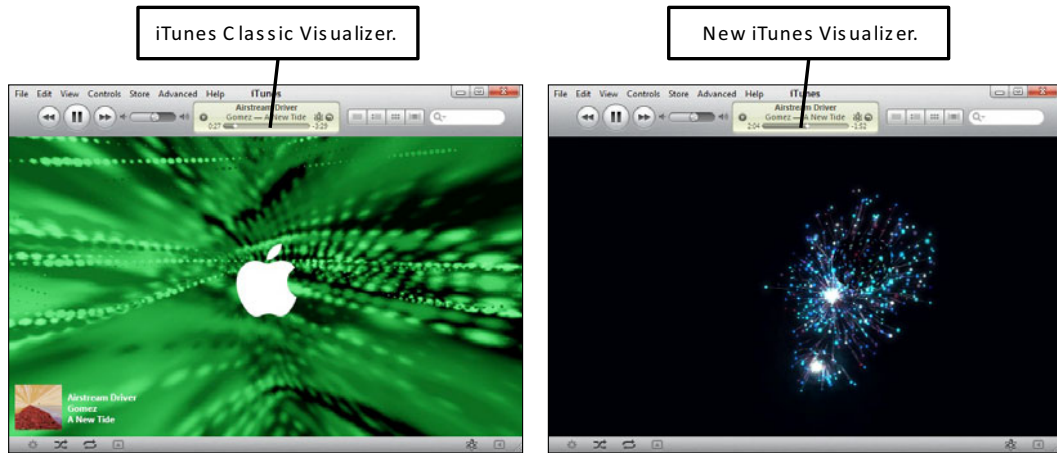 iTunes Classic Visualizer.
New iTunes Visualizer.
File Edit View Controls Store Advanced Help iTunes
Airstream Driver
Gomez — A New Tide
0:27 -3:29
Airstream Driver
Gomez
A New Tide
File Edit View Controls Store Advanced Help iTunes
Airstream Driver
Gomez — A New Tide
2:04 -1:52